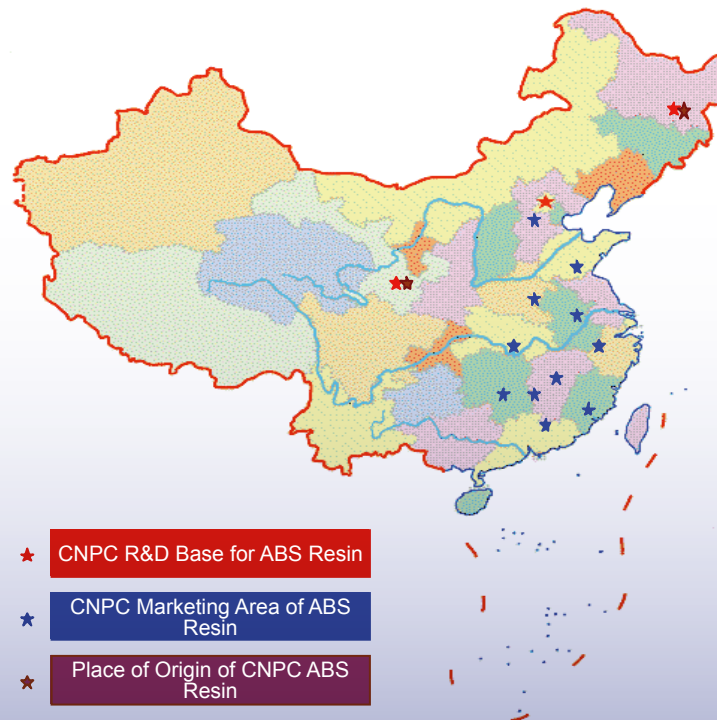 CNPC R&D Base for ABS Resin
CNPC Marketing Area of ABS
Resin
Place of Origin of CNPC ABS
Resin